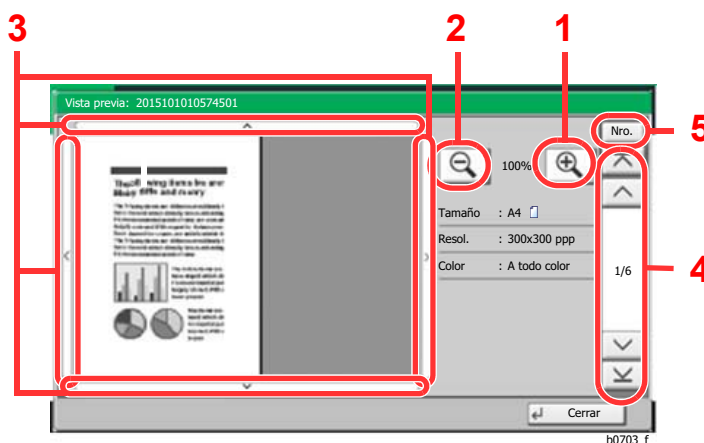 3
2
1
Vista previa: 2015101010574501
Nro.
5
100%
Tamaño : A4
Resol. : 300x300 ppp
Color : A todo color
1/6
4
Cerrar
b0703_f